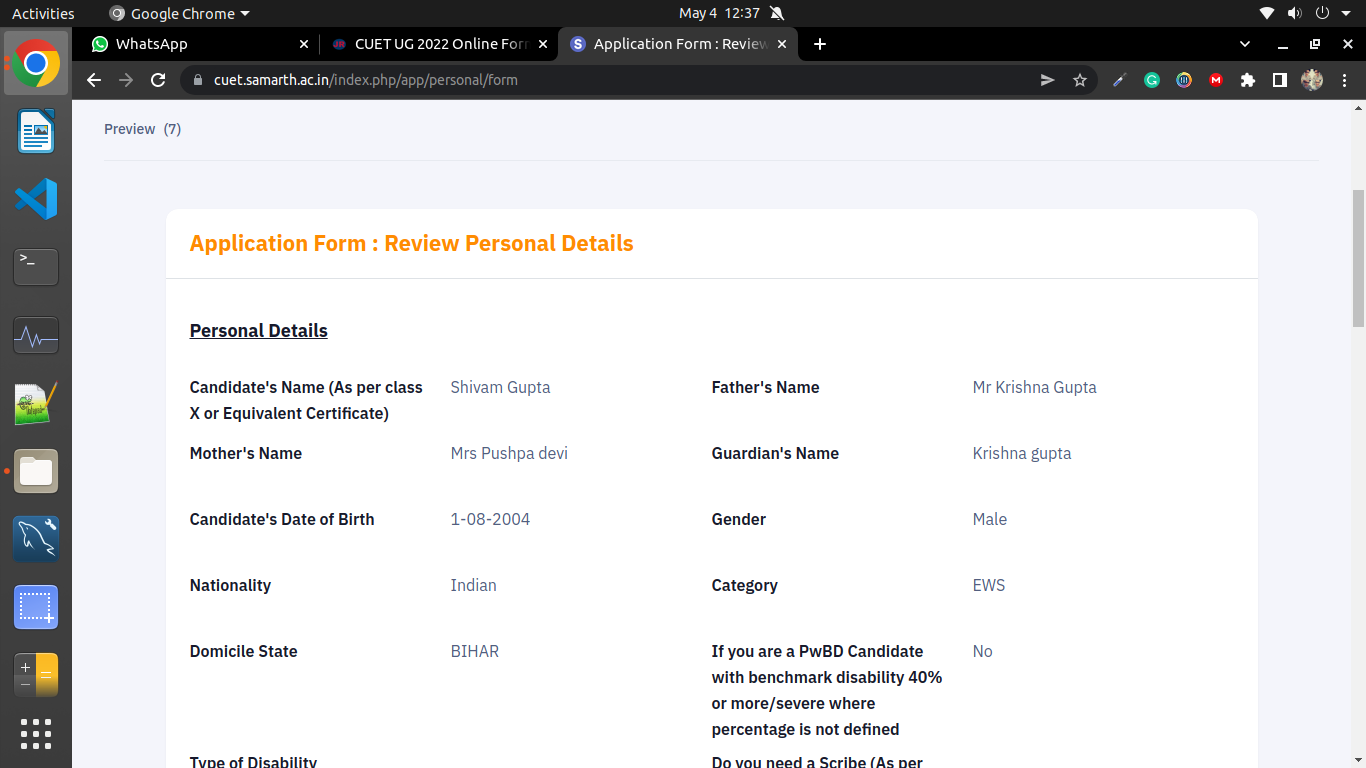 Activities Google Chrome May 4 12:37
WhatsApp CUET UG 2022 Online For Application Form : Review
cuet.samarth.ac.in/index.php/app/personal/form
Preview (7)
Application Form : Review Personal Details
Personal Details
Candidate's Name (As per class Shivam Gupta Father's Name Mr Krishna Gupta
X or Equivalent Certificate)
Mother's Name Mrs Pushpa devi Guardian's Name Krishna gupta
Candidate's Date of Birth 1-08-2004 Gender Male
Nationality Indian Category EWS
Domicile State BIHAR If you are a PwBD Candidate No
with benchmark disability 40%
or more/severe where
percentage is not defined
Type of Disability Do you need a Scribe (As per